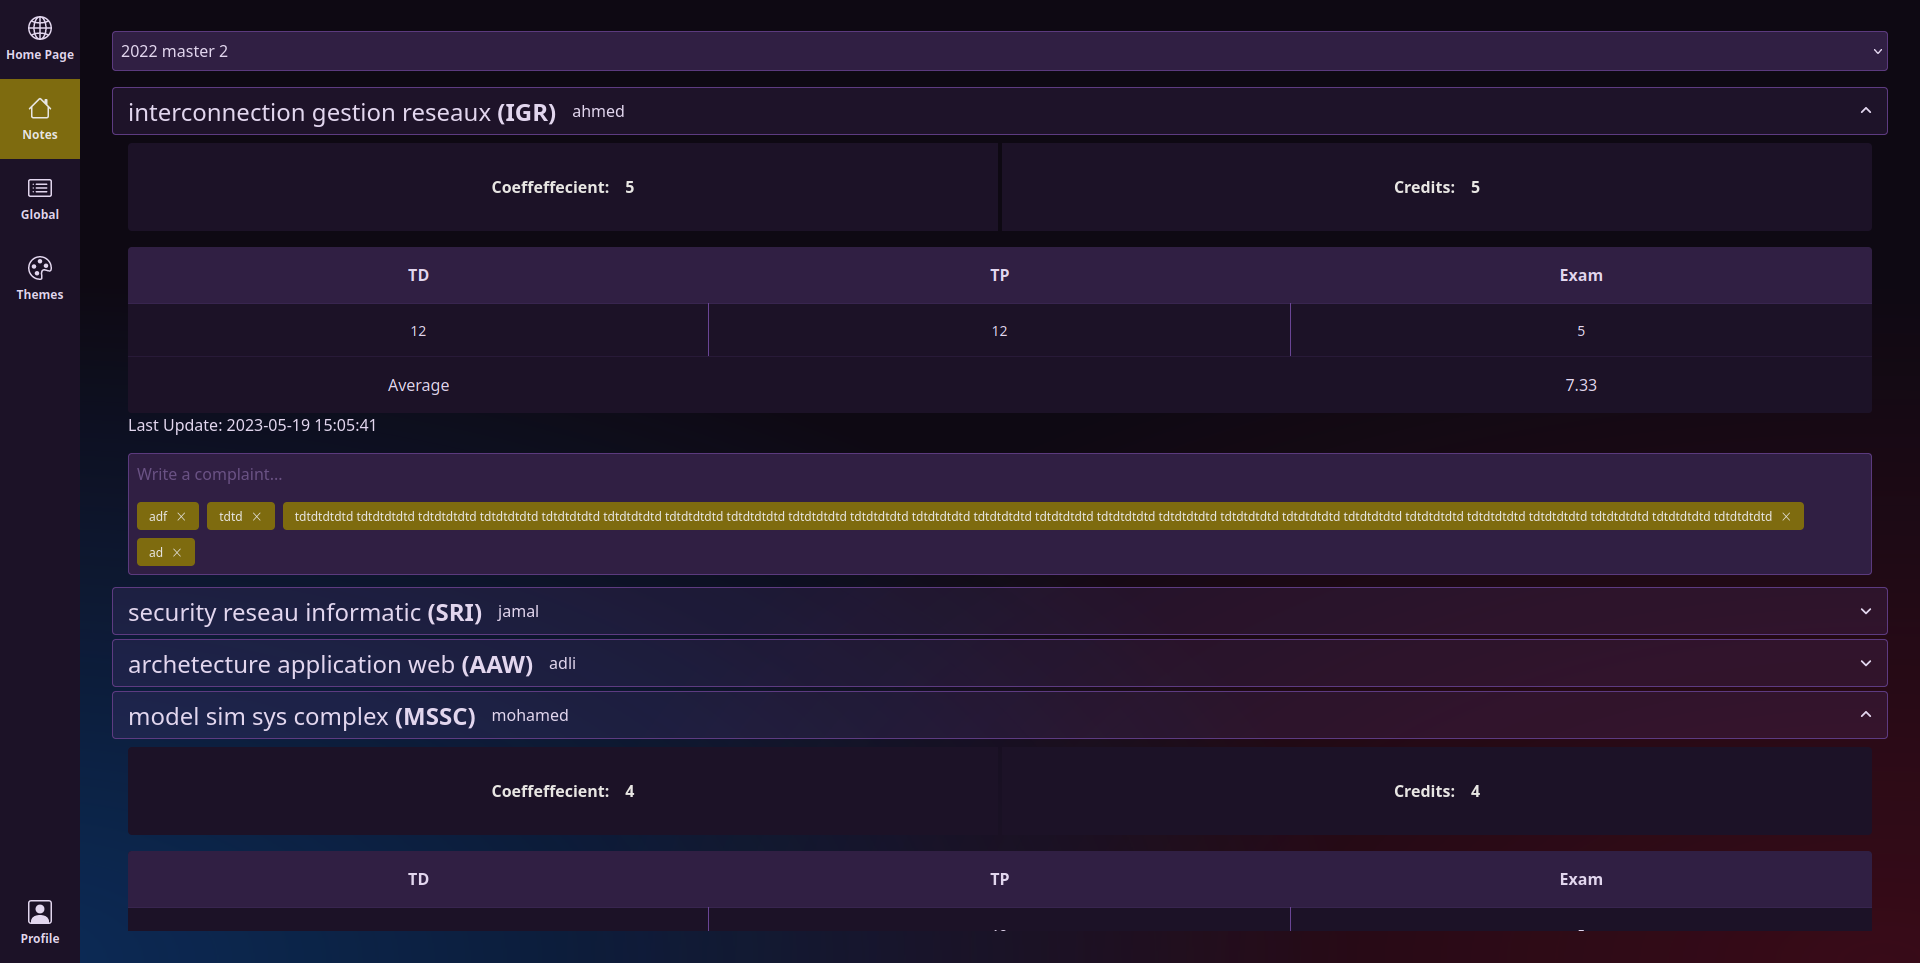 Home Page
Notes
Global
Themes
Profile
2022 master 2
interconnection gestion reseaux (IGR) ahmed
Coeffeffecient: 5 Credits: 5
TD TP Exam
12 12 5
Average 7.33
Last Update: 2023-05-19 15:05:41
Write a complaint...
adf × tdtd × tdtdtdtdtd tdtdtdtdtd tdtdtdtdtd tdtdtdtdtd tdtdtdtdtd tdtdtdtdtd tdtdtdtdtd tdtdtdtdtd tdtdtdtdtd tdtdtdtdtd tdtdtdtdtd tdtdtdtdtd tdtdtdtdtd tdtdtdtdtd tdtdtdtdtd tdtdtdtdtd tdtdtdtdtd tdtdtdtdtd tdtdtdtdtd tdtdtdtdtd tdtdtdtdtd tdtdtdtdtd tdtdtdtdtd tdtdtdtdtd ×
ad ×
security reseau informatic (SRI) jamal
archetecture application web (AAW) adli
model sim sys complex (MSSC) mohamed
Coeffeffecient: 4 Credits: 4
TD TP Exam